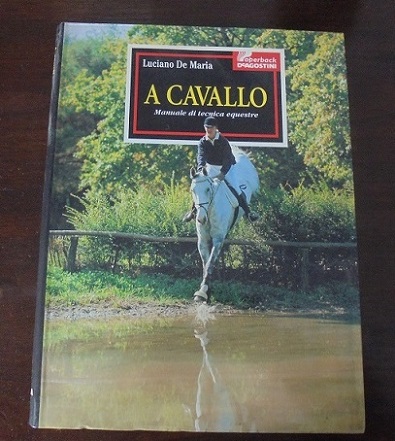 Luciano De Maria
Paperback
DEAGOSTINI
A CAVALLO
Manuale di tecnica equestre